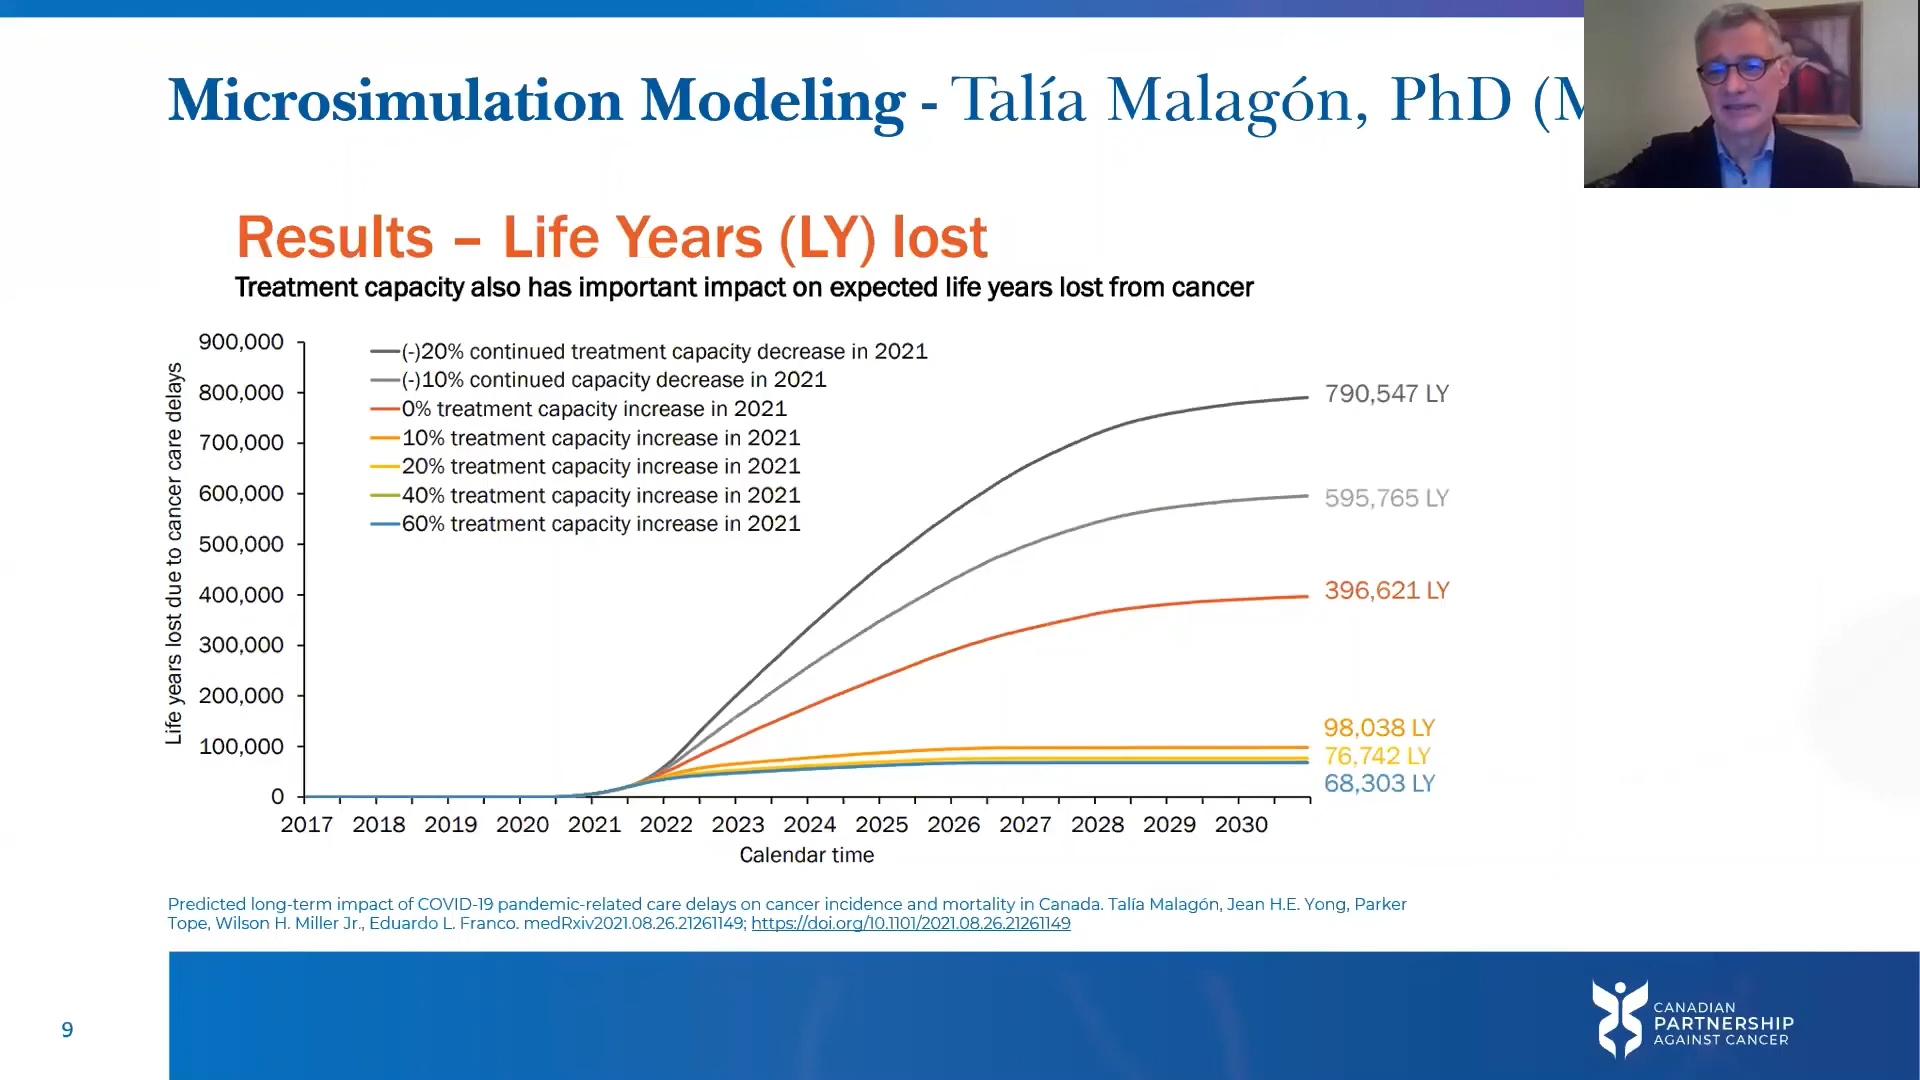 Microsimulation Modeling - Talía Malagón, PhD (M
Results – Life Years (LY) lost
Treatment capacity also has important impact on expected life years lost from cancer
Life years lost due to cancer care delays
900,000
800,000
700,000
600,000
500,000
400,000
300,000
200,000
100,000
0
(-)20% continued treatment capacity decrease in 2021
(-)10% continued capacity decrease in 2021
0% treatment capacity increase in 2021
10% treatment capacity increase in 2021
20% treatment capacity increase in 2021
40% treatment capacity increase in 2021
60% treatment capacity increase in 2021
790,547 LY
595,765 LY
396,621 LY
98,038 LY
76,742 LY
68,303 LY
2017 2018 2019 2020 2021 2022 2023 2024 2025 2026 2027 2028 2029 2030
Calendar time
Predicted long-term impact of COVID-19 pandemic-related care delays on cancer incidence and mortality in Canada. Talía Malagón, Jean H.E. Yong, Parker
Tope, Wilson H. Miller Jr., Eduardo L. Franco. medRxiv2021.08.26.21261149; https://doi.org/10.1101/2021.08.26.21261149
9
CANADIAN
PARTNERSHIP
AGAINST CANCER